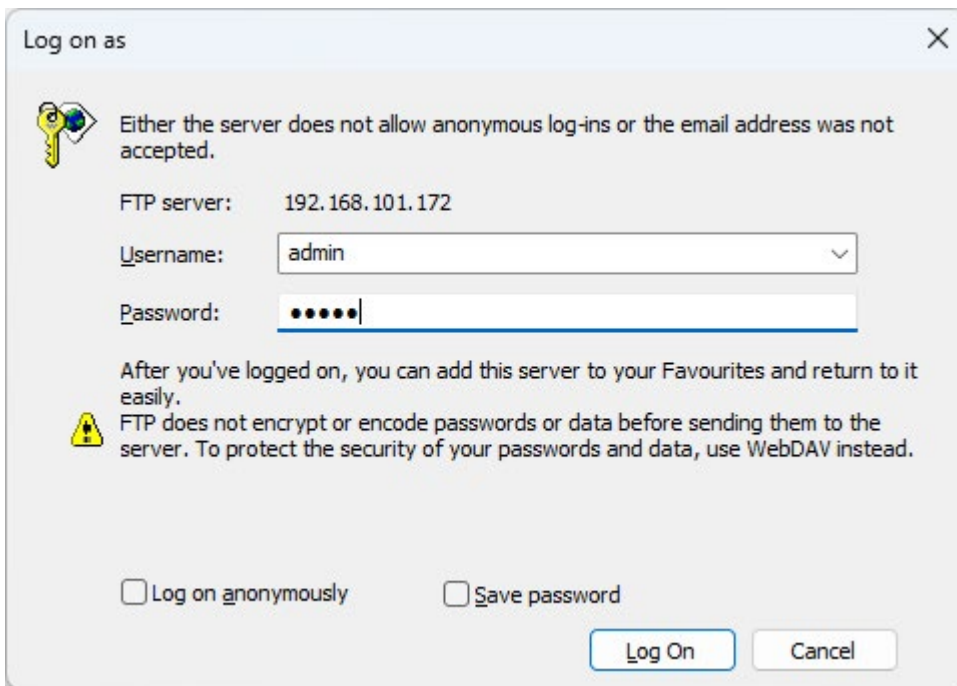 Log on as
Either the server does not allow anonymous log-ins or the email address was not
accepted.
FTP server: 192.168.101.172
Username: admin
Password: •••••
After you've logged on, you can add this server to your Favourites and return to it
easily.
FTP does not encrypt or encode passwords or data before sending them to the
server. To protect the security of your passwords and data, use WebDAV instead.
Log on anonymously Save password
Log On Cancel